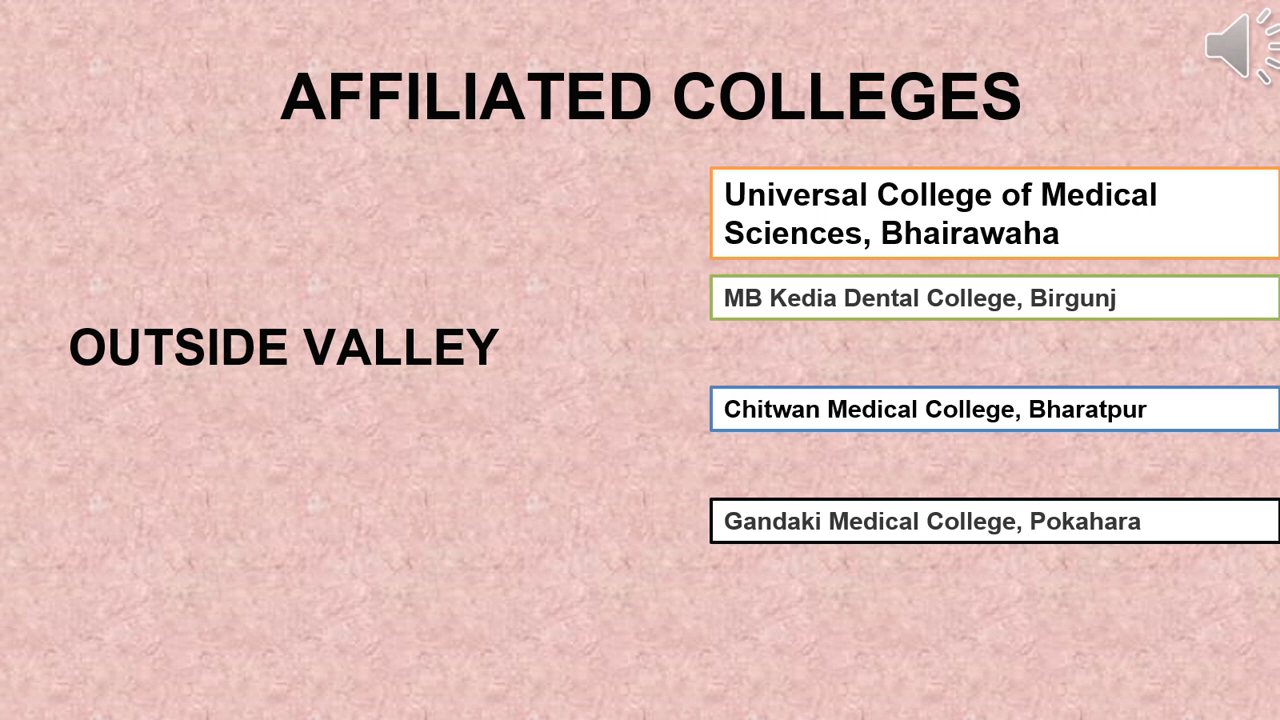 AFFILIATED COLLEGES
OUTSIDE VALLEY
Universal College of Medical
Sciences, Bhairawaha
MB Kedia Dental College, Birgunj
Chitwan Medical College, Bharatpur
Gandaki Medical College, Pokahara